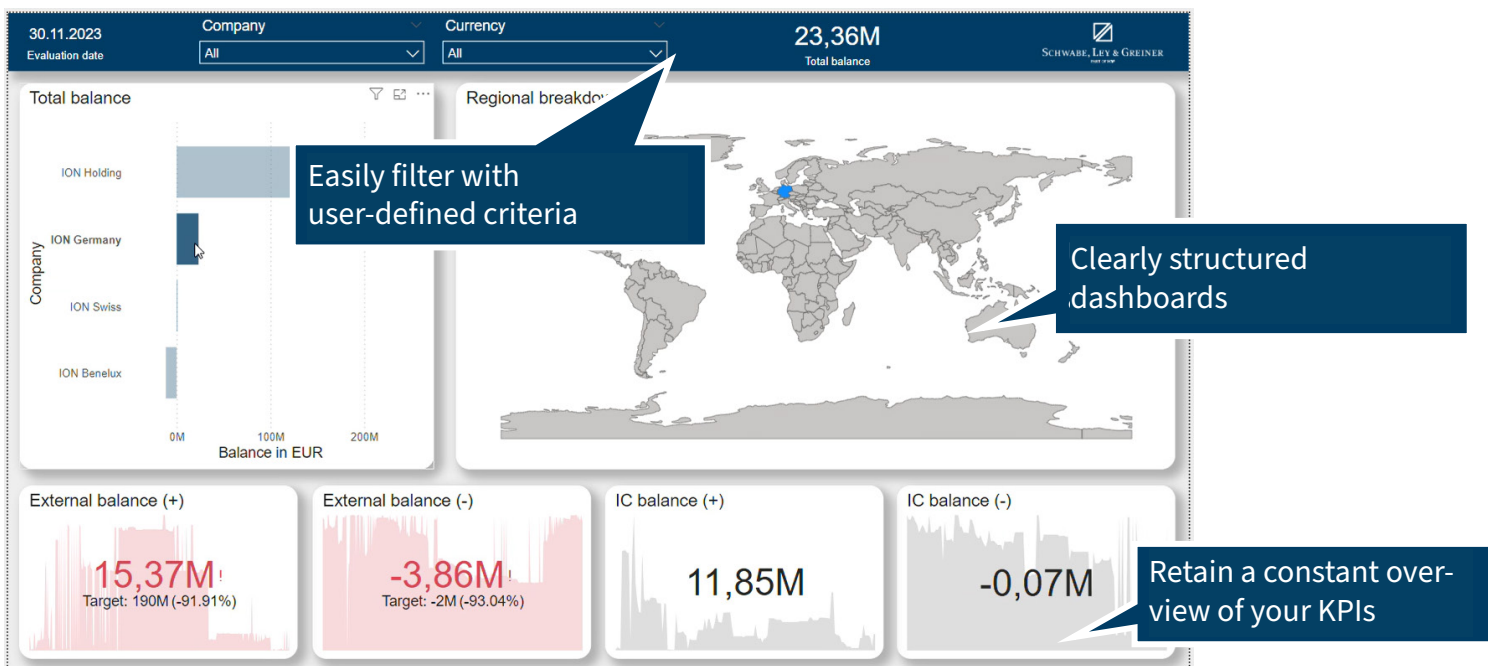 30.11.2023
Evaluation date
Company
All
Currency
All
23,36M
Total balance
SCHWABE, LEY & GREINER
Total balance
Regional breakdow
Easily filter with
user-defined criteria
Clearly structured
dashboards
Company
ION Holding
ION Germany
ION Swiss
ION Benelux
0M 100M 200M
Balance in EUR
External balance (+)
15,37M!
Target: 190M (-91.91%)
External balance (-)
-3,86M!
Target: -2M (-93.04%)
IC balance (+)
11,85M
IC balance (-)
-0,07M
Retain a constant over-
view of your KPIs